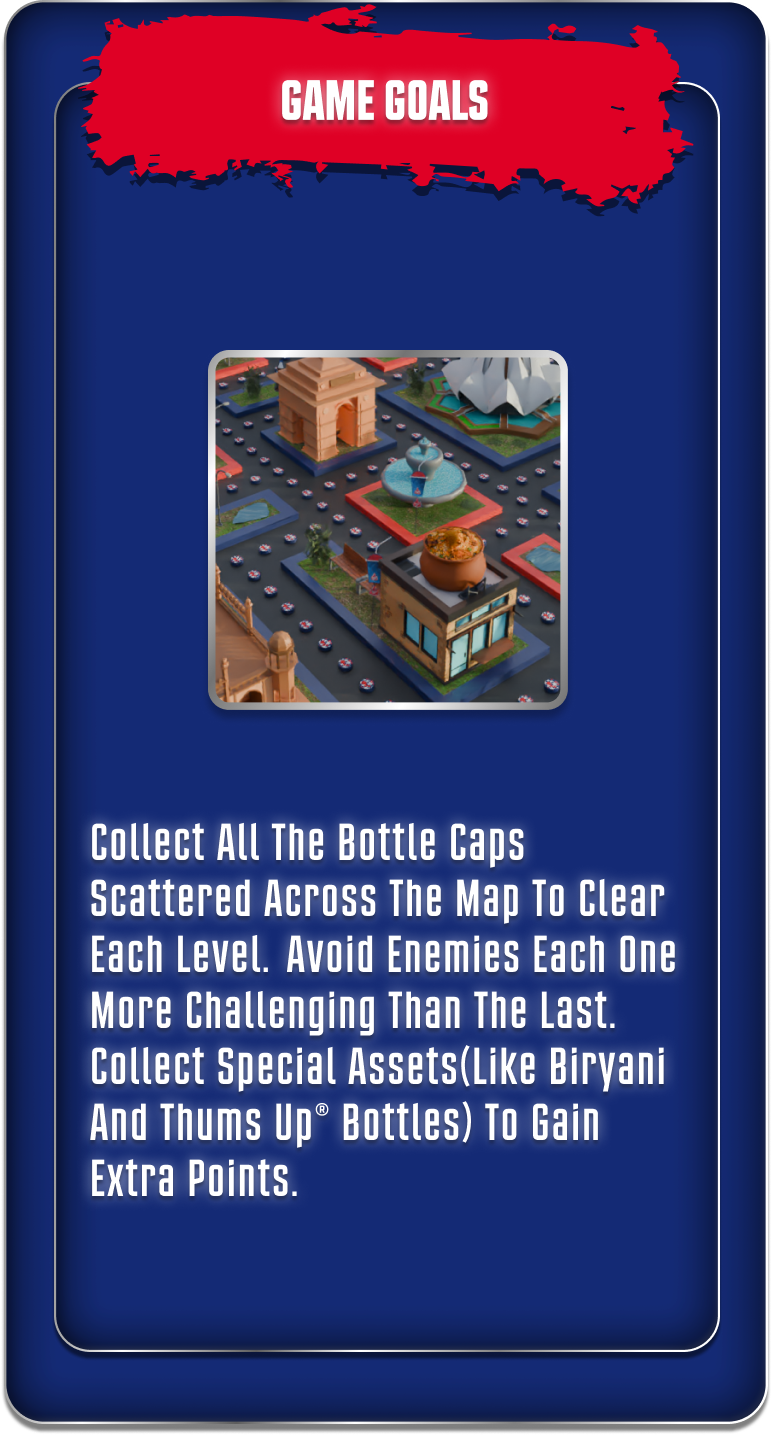 GAME GOALS
Collect All The Bottle Caps
Scattered Across The Map To Clear
Each Level. Avoid Enemies Each One
More Challenging Than The Last.
Collect Special Assets(Like Biryani
And Thums Up® Bottles) To Gain
Extra Points.